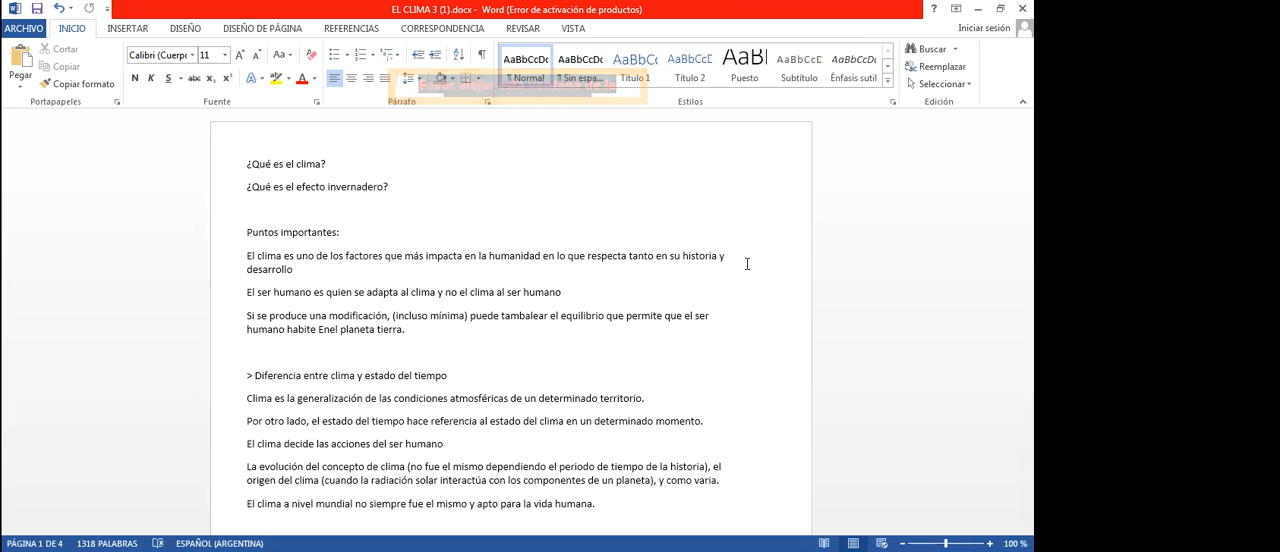 EL CLIMA 3 (1).docx - Word (Error de activación de productos)
ARCHIVO INICIO INSERTAR DISEÑO DISEÑO DE PÁGINA REFERENCIAS CORRESPONDENCIA REVISAR VISTA Iniciar sesión
Pegar
Cortar
Copiar
Copiar formato
Portapapeles
Calibri (Cuerpo 11
Aa
N K S abc x₂ x²
Fuente
Párrafo
AaBbCcDc AaBbCcDc AaBbCc AaBbCcD AaB AaBbCcD AaBbCcDc
¶ Normal ¶ Sin espa... Título 1 Título 2 Puesto Subtítulo Énfasis sutil
Estilos
Buscar
Reemplazar
Seleccionar
Edición
¿Qué es el clima?
¿Qué es el efecto invernadero?
Puntos importantes:
El clima es uno de los factores que más impacta en la humanidad en lo que respecta tanto en su historia y
desarrollo
El ser humano es quien se adapta al clima y no el clima al ser humano
Si se produce una modificación, (incluso mínima) puede tambalear el equilibrio que permite que el ser
humano habite Enel planeta tierra.
> Diferencia entre clima y estado del tiempo
Clima es la generalización de las condiciones atmosféricas de un determinado territorio.
Por otro lado, el estado del tiempo hace referencia al estado del clima en un determinado momento.
El clima decide las acciones del ser humano
La evolución del concepto de clima (no fue el mismo dependiendo el periodo de tiempo de la historia), el
origen del clima (cuando la radiación solar interactúa con los componentes de un planeta), y como varia.
El clima a nivel mundial no siempre fue el mismo y apto para la vida humana.
PÁGINA 1 DE 4 1318 PALABRAS ESPAÑOL (ARGENTINA) 100 %